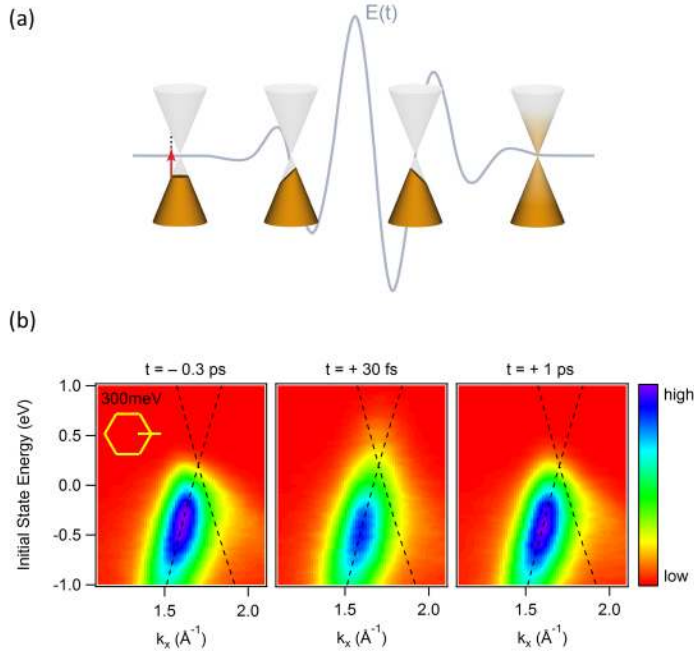 (a)
E(t)
(b)
t = – 0.3 ps
t = + 30 fs
t = + 1 ps
300meV
high
low
Initial State Energy (eV)
1.0
0.5
0.0
-0.5
-1.0
1.5
2.0
1.5
2.0
1.5
2.0
kx (Å-1)
kx (Å-1)
kx (Å-1)